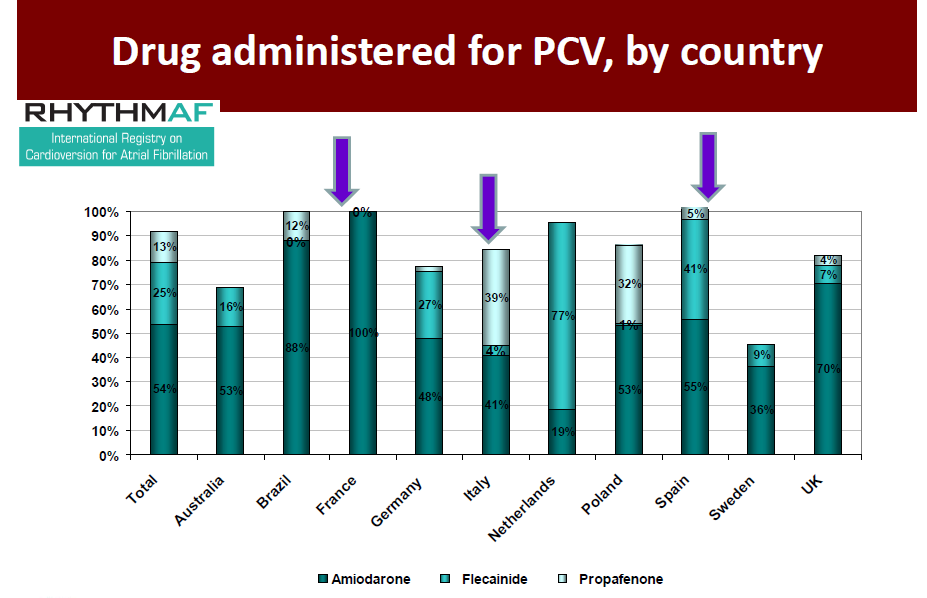 Drug administered for PCV, by country
RHYTHMAF
International Registry on
Cardioversion for Atrial Fibrillation
100%
90%
80%
70%
60%
50%
40%
30%
20%
10%
0%
13%
25%
54%
16%
53%
12%
0%
88%
0%
100%
27%
48%
39%
4%
41%
77%
19%
32%
1%
53%
5%
41%
55%
9%
36%
4%
7%
70%
Total
Australia
Brazil
France
Germany
Italy
Netherlands
Poland
Spain
Sweden
UK
Amiodarone Flecainide Propafenone